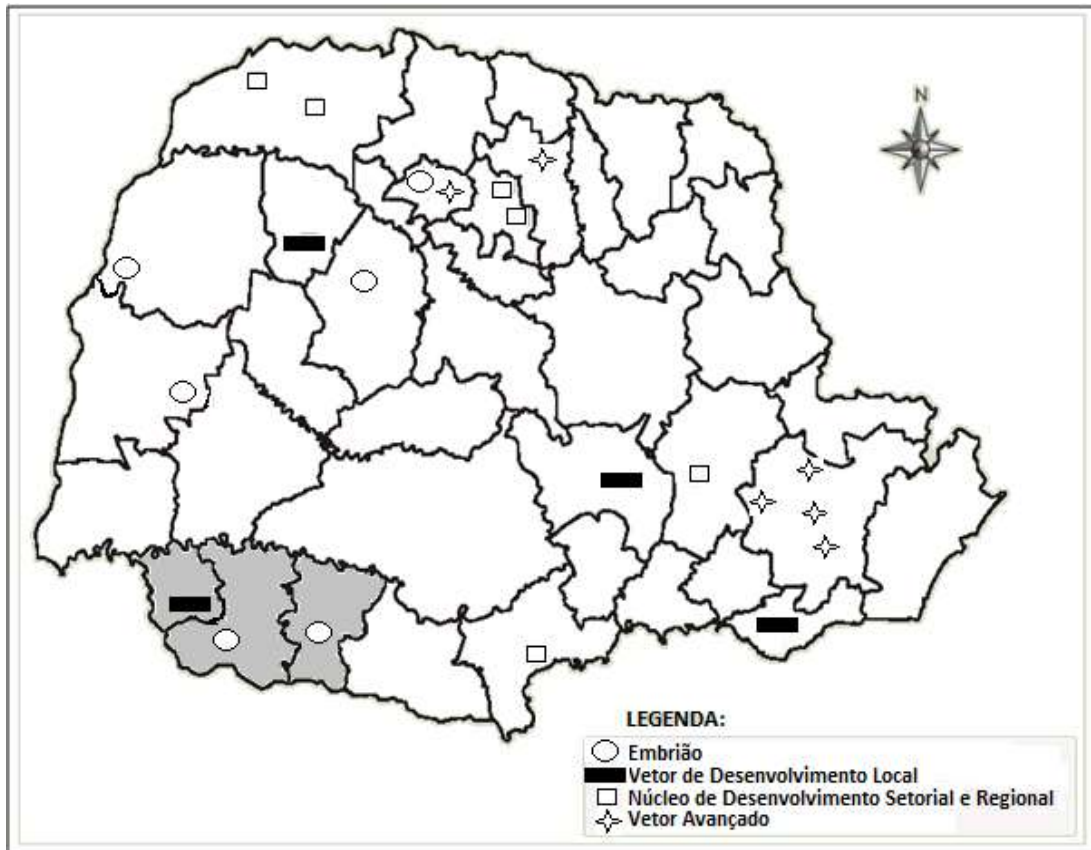 N
LEGENDA:
Embrião
Vetor de Desenvolvimento Local
Núcleo de Desenvolvimento Setorial e Regional
Vetor Avançado